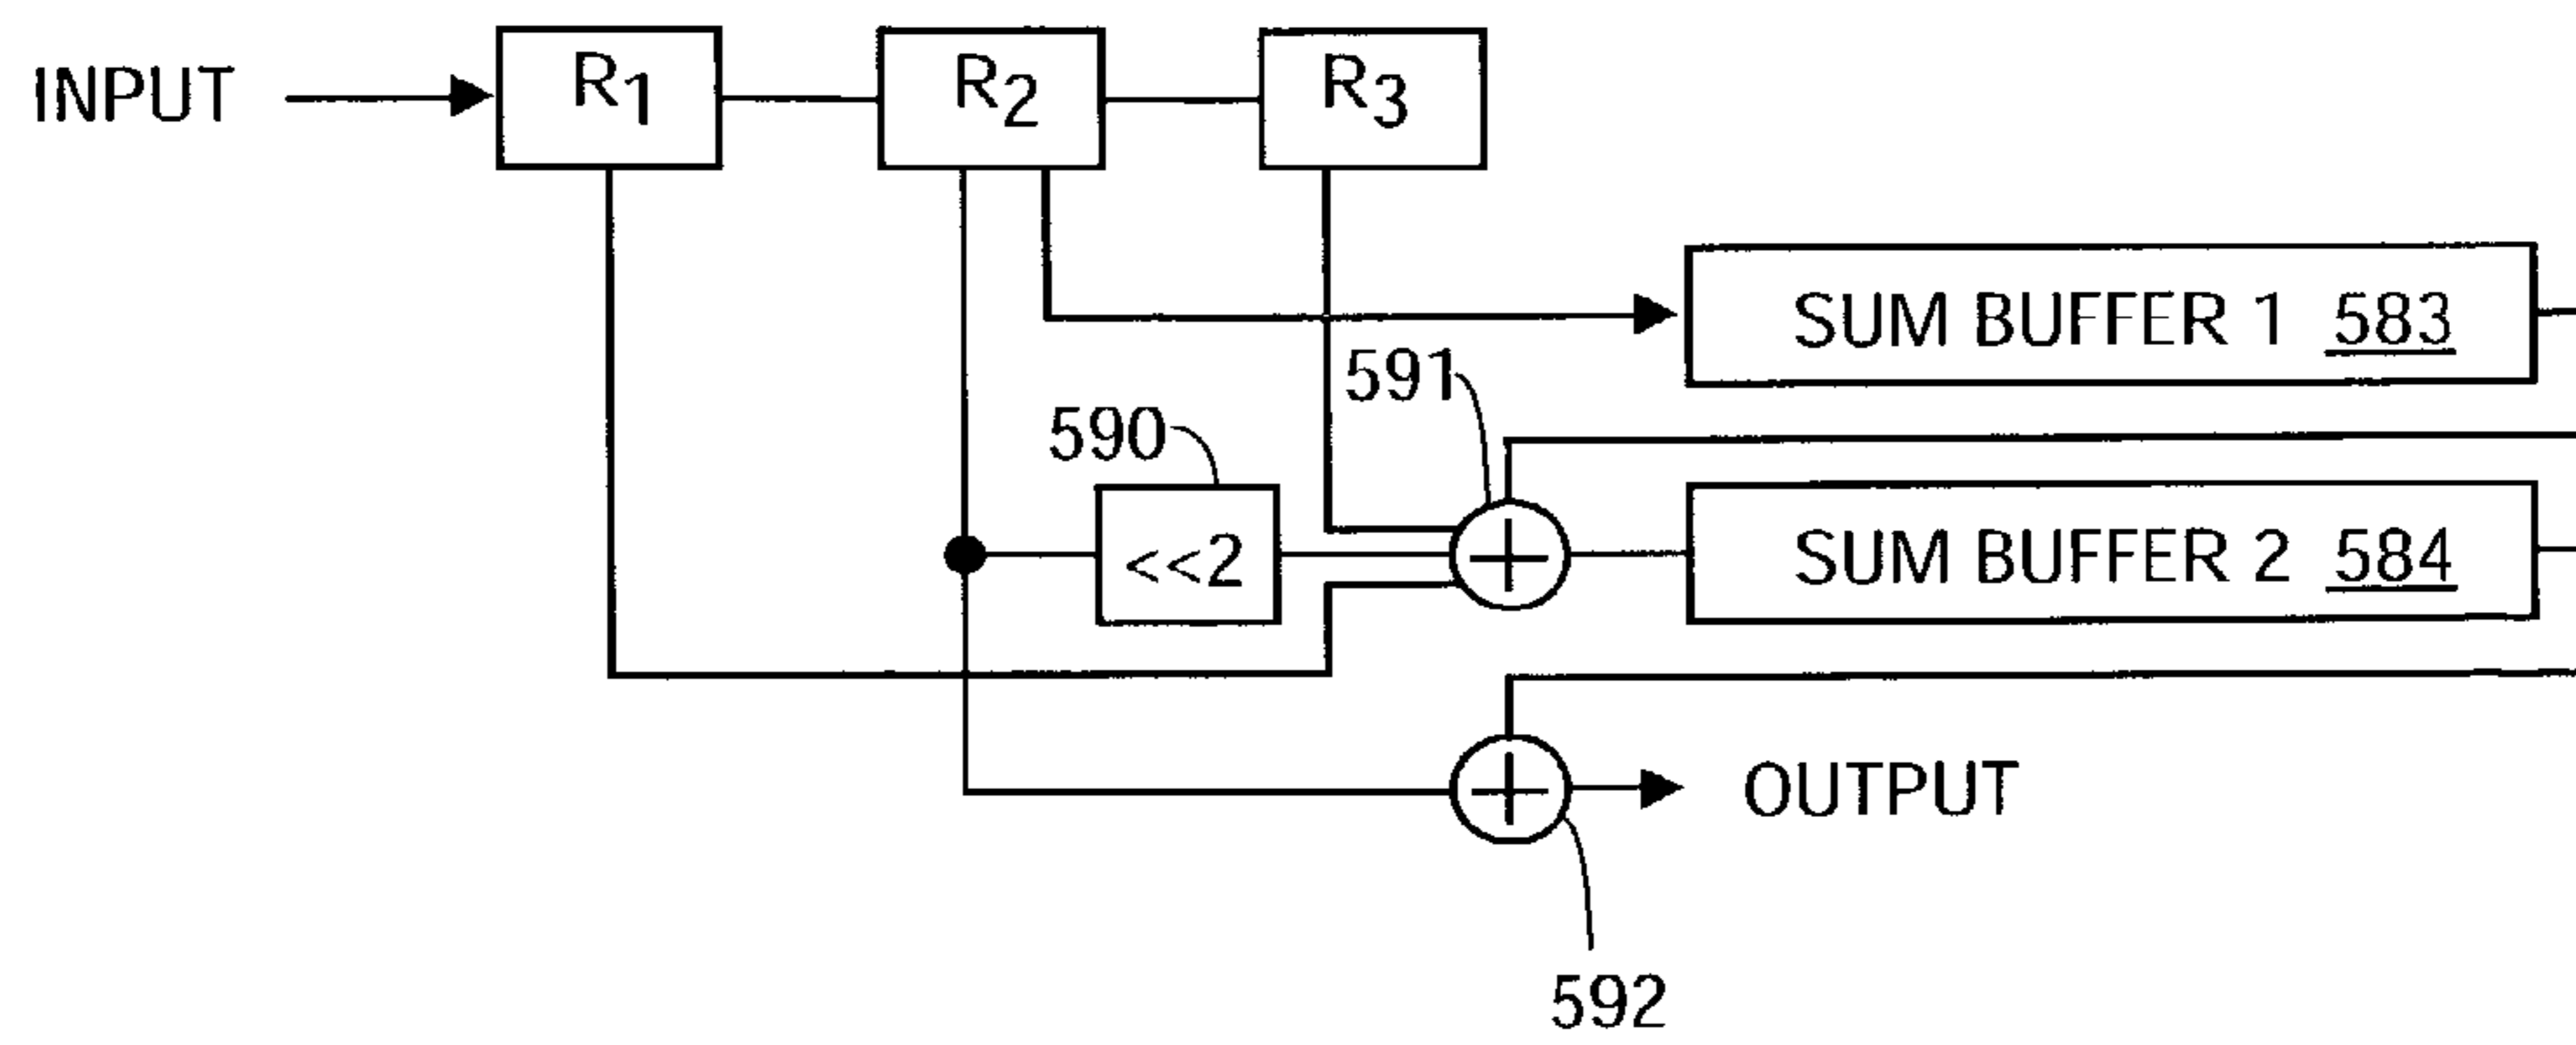 INPUT
R1
R2
R3
SUM BUFFER 1 583
591
590
<<2
SUM BUFFER 2 584
OUTPUT
592